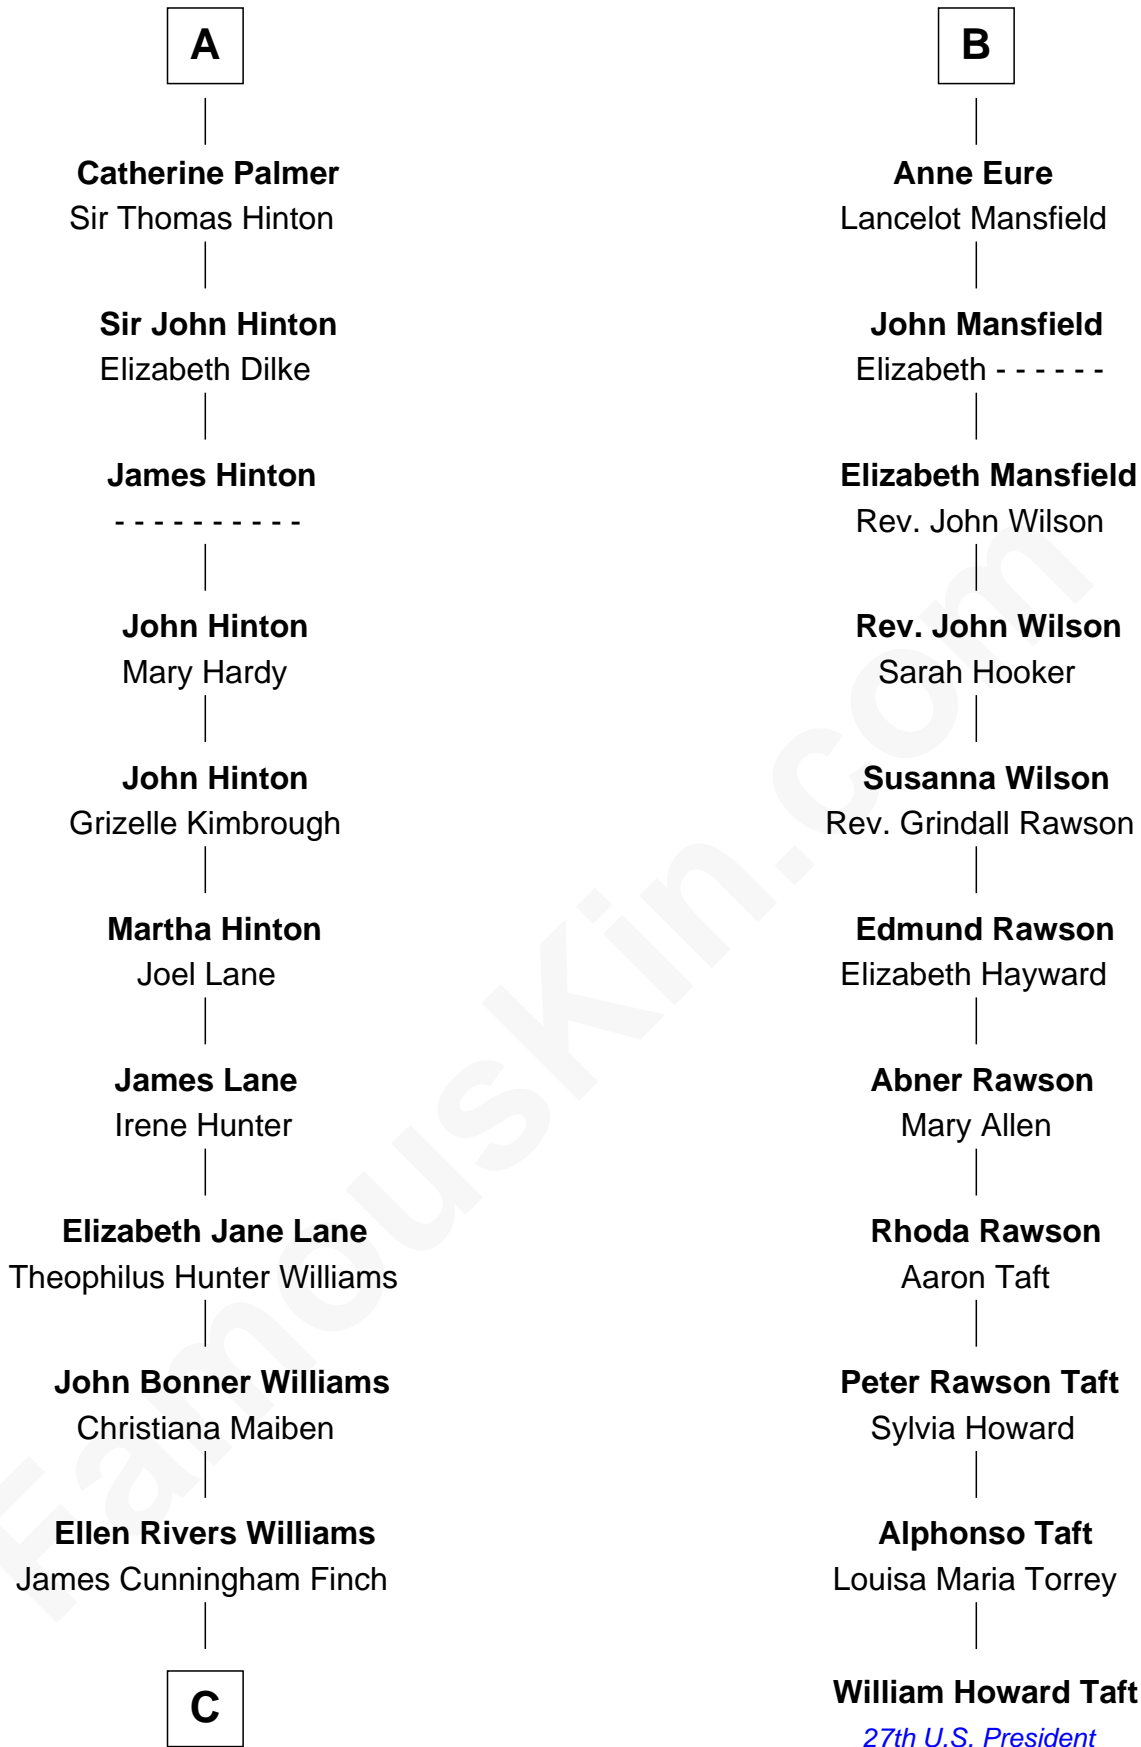 A
Catherine Palmer
Sir Thomas Hinton
Sir John Hinton
Elizabeth Dilke
James Hinton
- - - - - - - - - -
John Hinton
Mary Hardy
John Hinton
Grizelle Kimbrough
Martha Hinton
Joel Lane
James Lane
Irene Hunter
Elizabeth Jane Lane
Theophilus Hunter Williams
John Bonner Williams
Christiana Maiben
Ellen Rivers Williams
James Cunningham Finch
C
B
Anne Eure
Lancelot Mansfield
John Mansfield
Elizabeth - - - - - -
Elizabeth Mansfield
Rev. John Wilson
Rev. John Wilson
Sarah Hooker
Susanna Wilson
Rev. Grindall Rawson
Edmund Rawson
Elizabeth Hayward
Abner Rawson
Mary Allen
Rhoda Rawson
Aaron Taft
Peter Rawson Taft
Sylvia Howard
Alphonso Taft
Louisa Maria Torrey
William Howard Taft
27th U.S. President
FamousKin.com